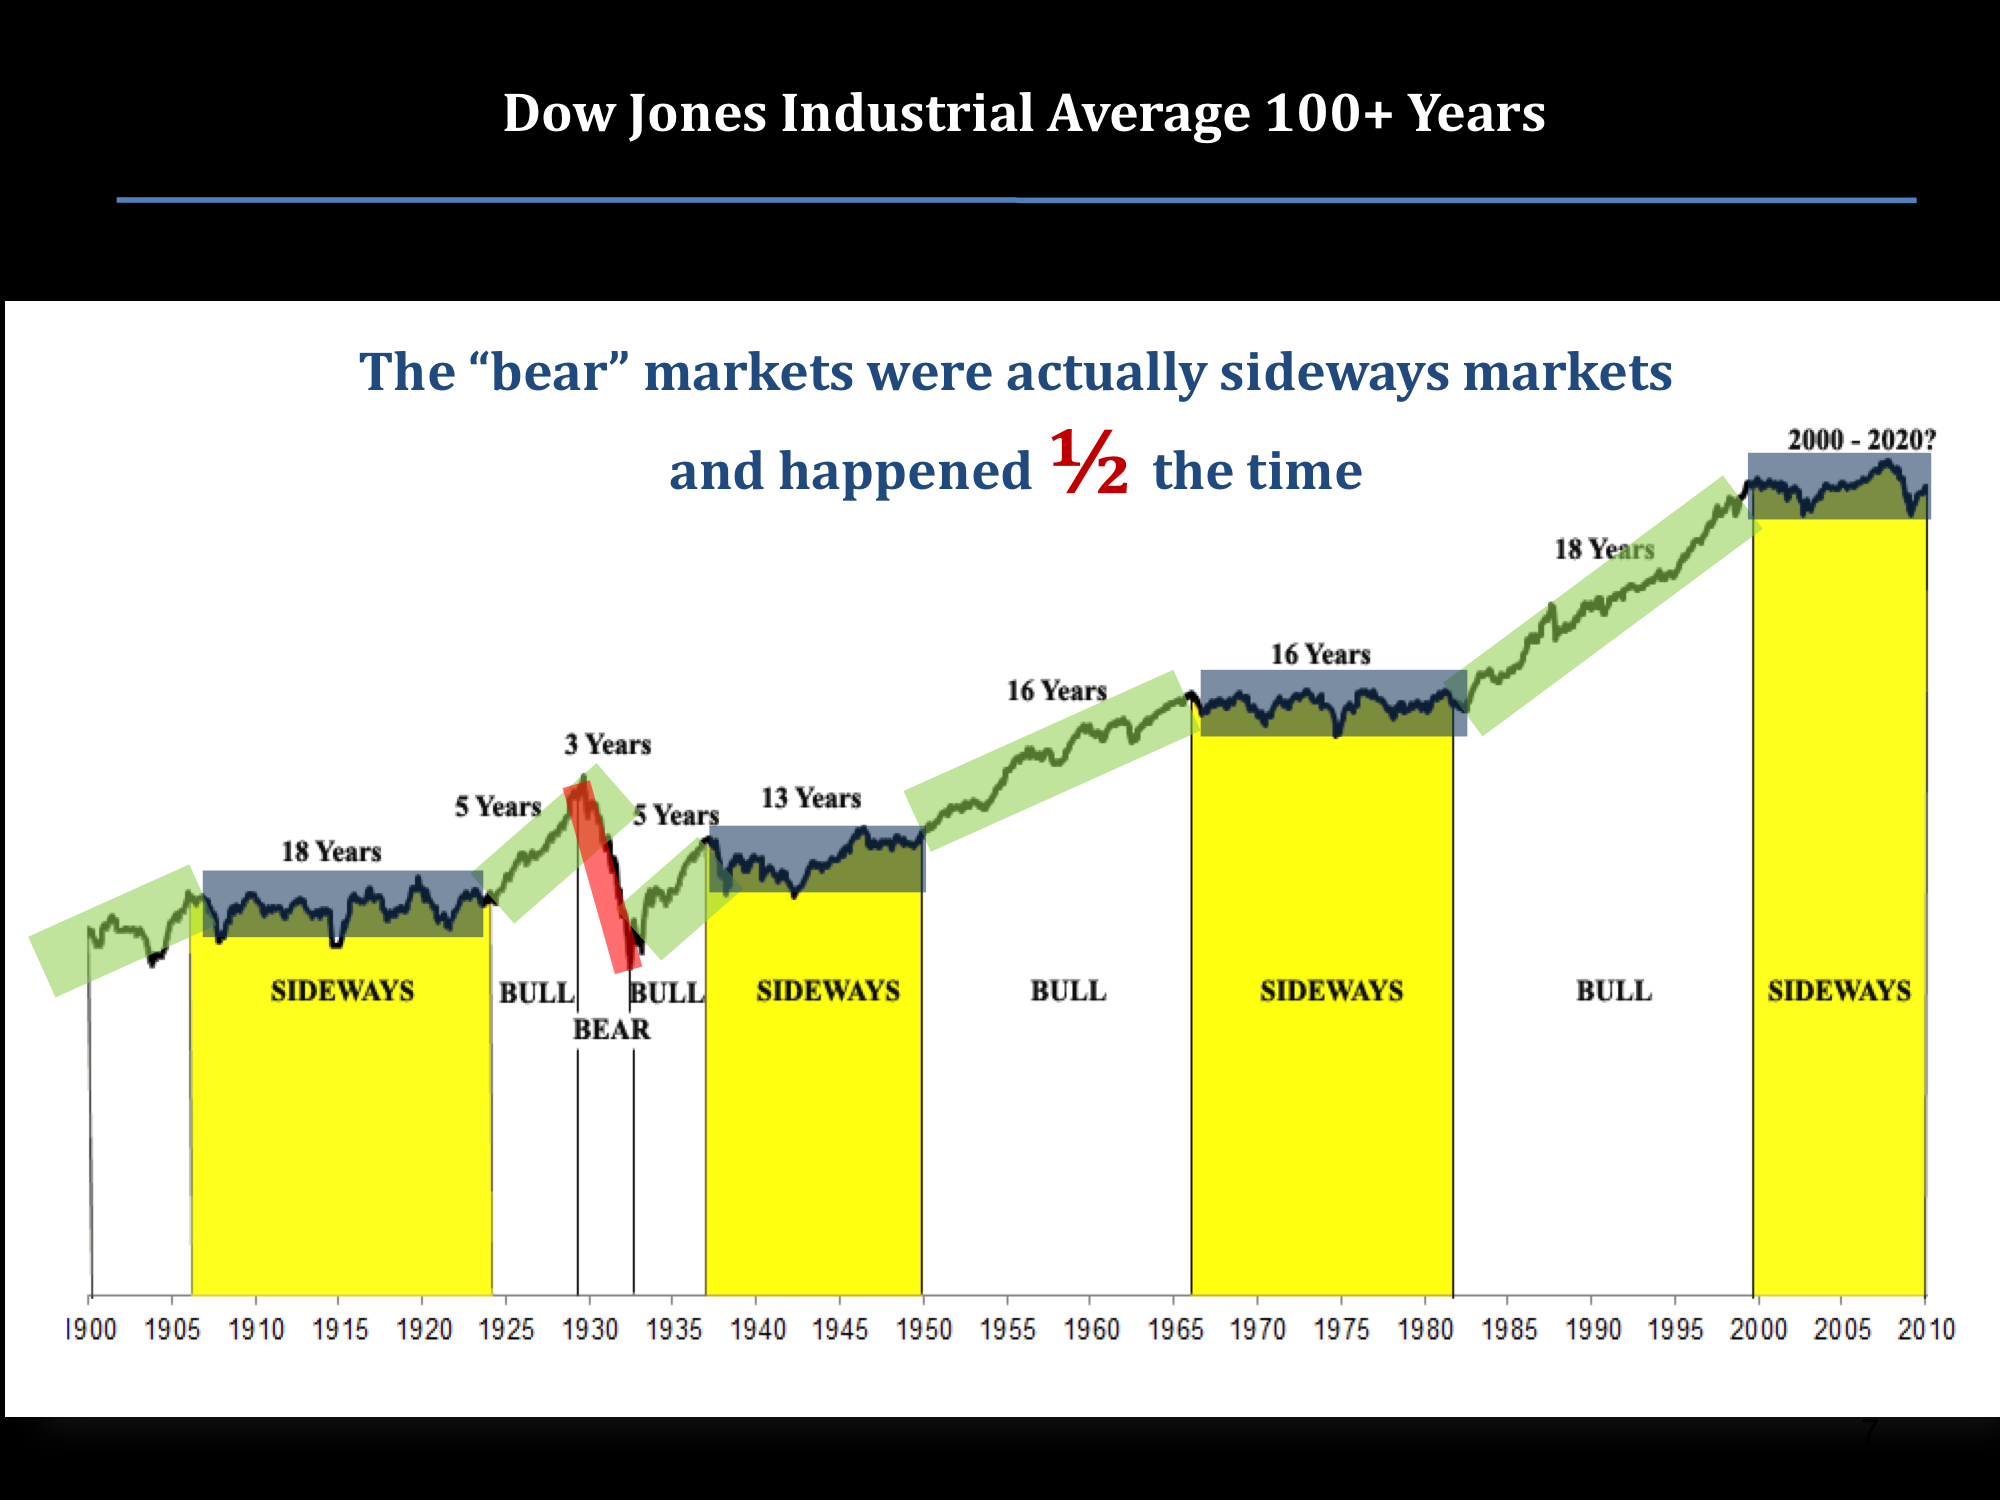 Dow Jones Industrial Average 100+ Years
The “bear” markets were actually sideways markets
and happened ½ the time
2000 - 2020?
18 Years
16 Years
16 Years
3 Years
5 Years
5 Years
13 Years
18 Years
SIDEWAYS
BULL
BULL
SIDEWAYS
BULL
SIDEWAYS
BULL
SIDEWAYS
BEAR
1900 1905 1910 1915 1920 1925 1930 1935 1940 1945 1950 1955 1960 1965 1970 1975 1980 1985 1990 1995 2000 2005 2010
7